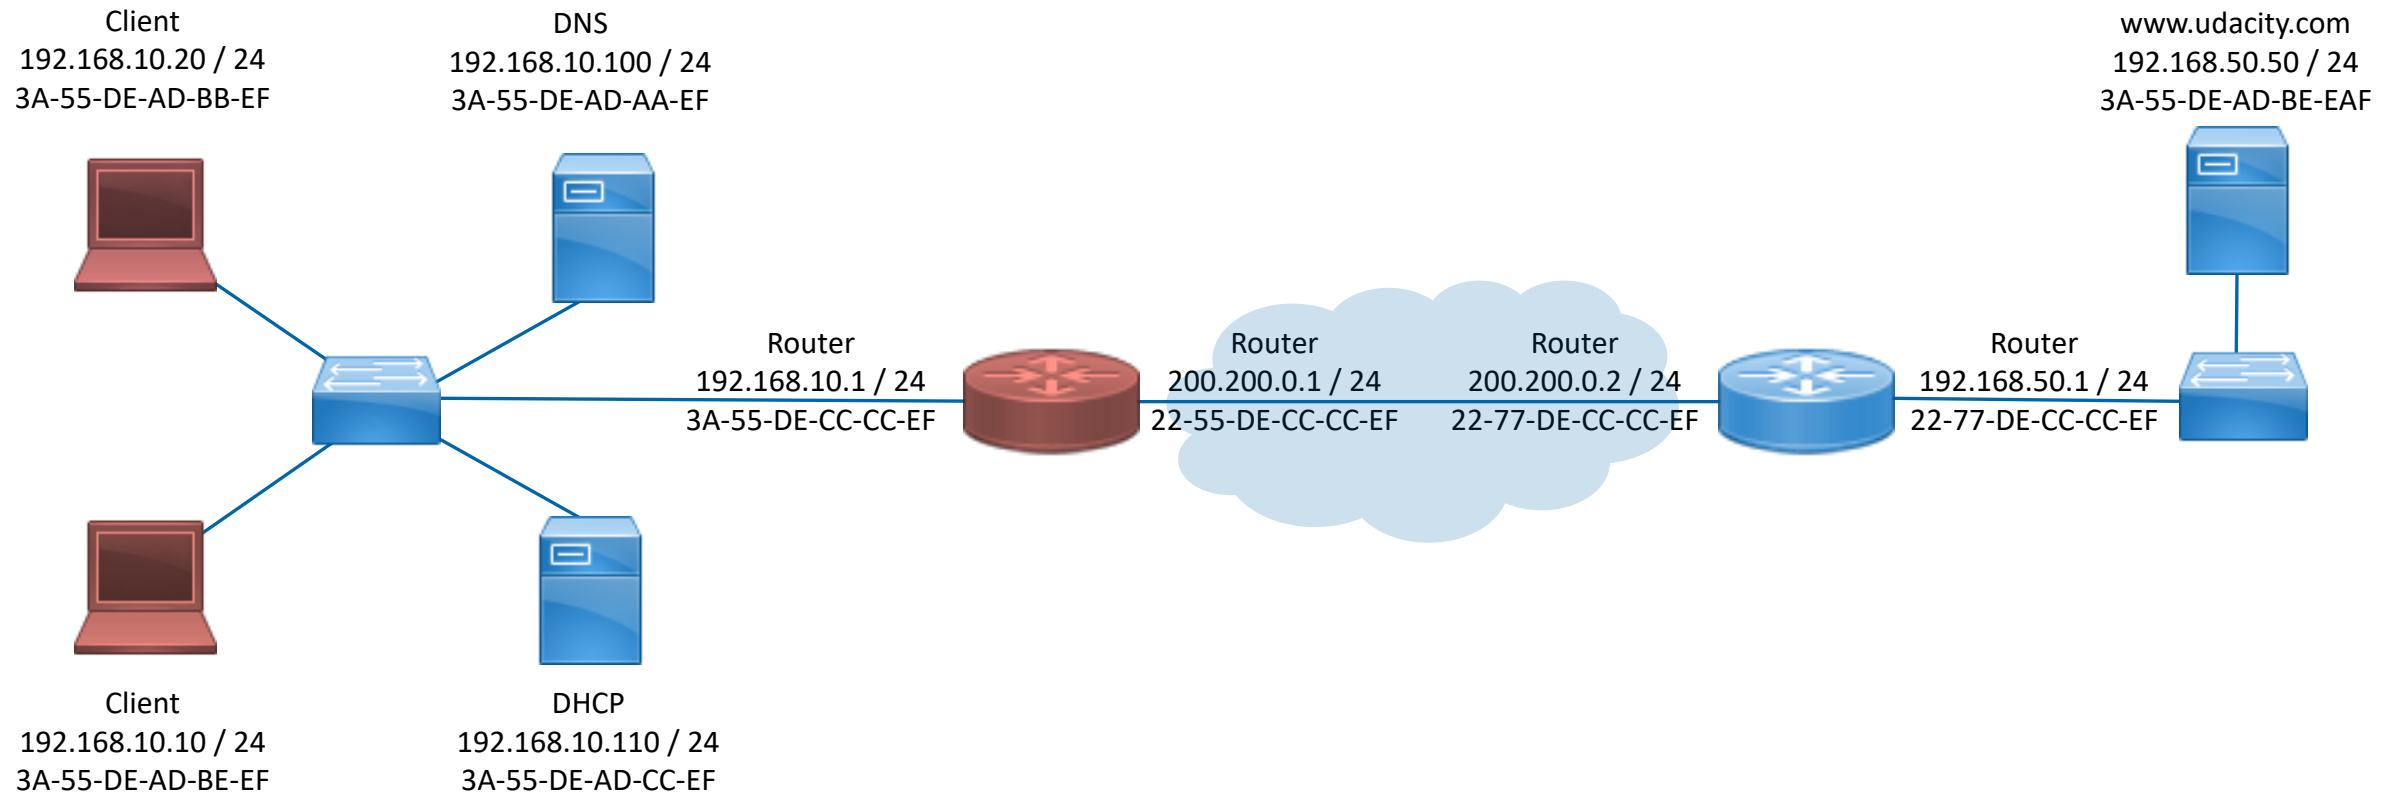 Client
192.168.10.20 / 24
3A-55-DE-AD-BB-EF
DNS
192.168.10.100 / 24
3A-55-DE-AD-AA-EF
www.udacity.com
192.168.50.50 / 24
3A-55-DE-AD-BE-EAF
Router
192.168.10.1 / 24
3A-55-DE-CC-CC-EF
Router
200.200.0.1 / 24
22-55-DE-CC-CC-EF
Router
200.200.0.2 / 24
22-77-DE-CC-CC-EF
Router
192.168.50.1 / 24
22-77-DE-CC-CC-EF
Client
192.168.10.10 / 24
3A-55-DE-AD-BE-EF
DHCP
192.168.10.110 / 24
3A-55-DE-AD-CC-EF